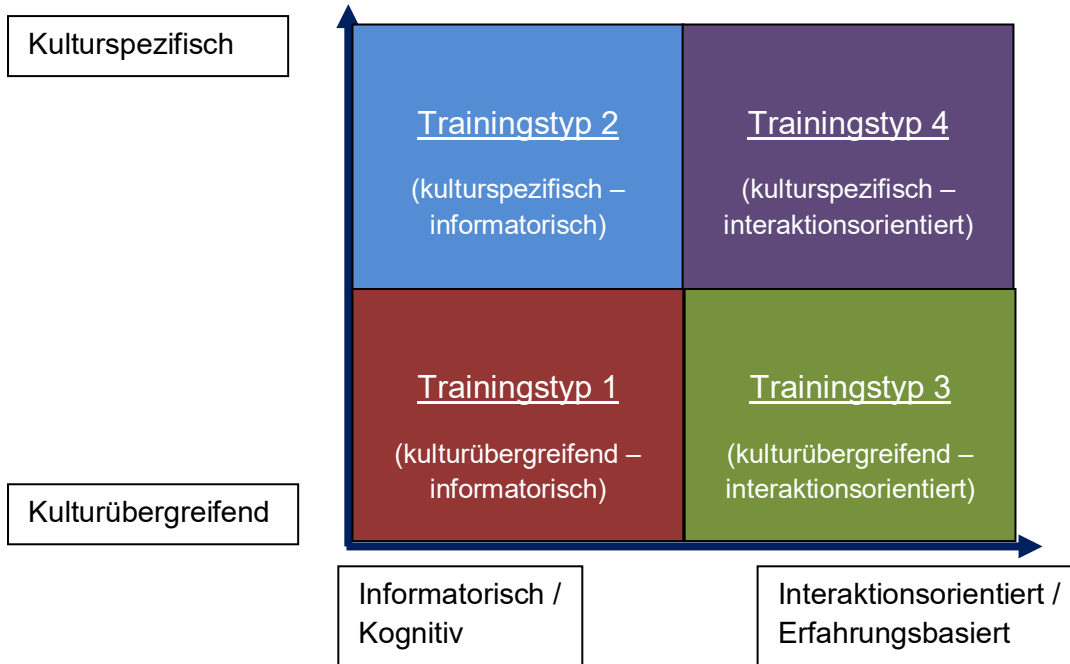 Kulturspezifisch
Trainingstyp 2
(kulturspezifisch –
informatorisch)
Trainingstyp 4
(kulturspezifisch –
interaktionsorientiert)
Trainingstyp 1
(kulturübergreifend –
informatorisch)
Trainingstyp 3
(kulturübergreifend –
interaktionsorientiert)
Kulturübergreifend
Informatorisch /
Kognitiv
Interaktionsorientiert /
Erfahrungsbasiert